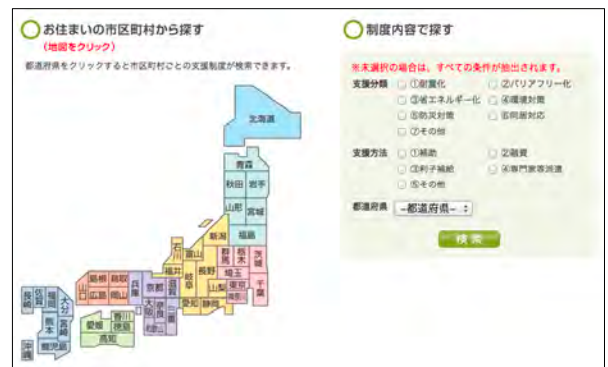 お住まいの市区町村から探す
(地図をクリック)
都道府県をクリックすると市区町村ごとの支援制度が検索できます。
北海道
青森
秋田 岩手
山形 宮城
新潟 福島
石川 富山 群馬 栃木 茨城
福井 岐阜 長野 埼玉 千葉
山梨 東京
神奈川
愛知 静岡
山口 島根 鳥取 兵庫 京都 滋賀
広島 岡山 大阪 奈良 三重
和歌山
長崎 佐賀 福岡 大分
熊本 宮崎
鹿児島
沖縄
愛媛 香川
徳島
高知
制度内容で探す
※未選択の場合は、すべての条件が抽出されます。
支援分類 ①耐震化 ②バリアフリー化
③省エネルギー化 ④環境対策
⑤防災対策 ⑥同居対応
⑦その他
支援方法 ①補助 ②融資
③利子補給 ④専門家等派遣
⑤その他
都道府県 -都道府県-
検索